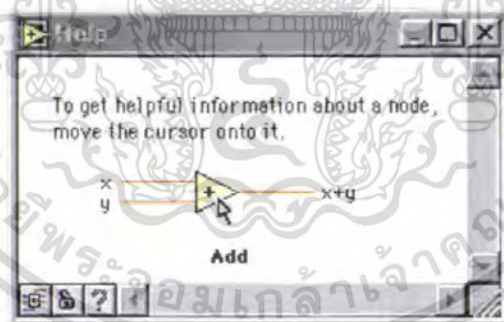 Help
To get helpful information about a node,
move the cursor onto it.
x
y
+
x+y
Add
?